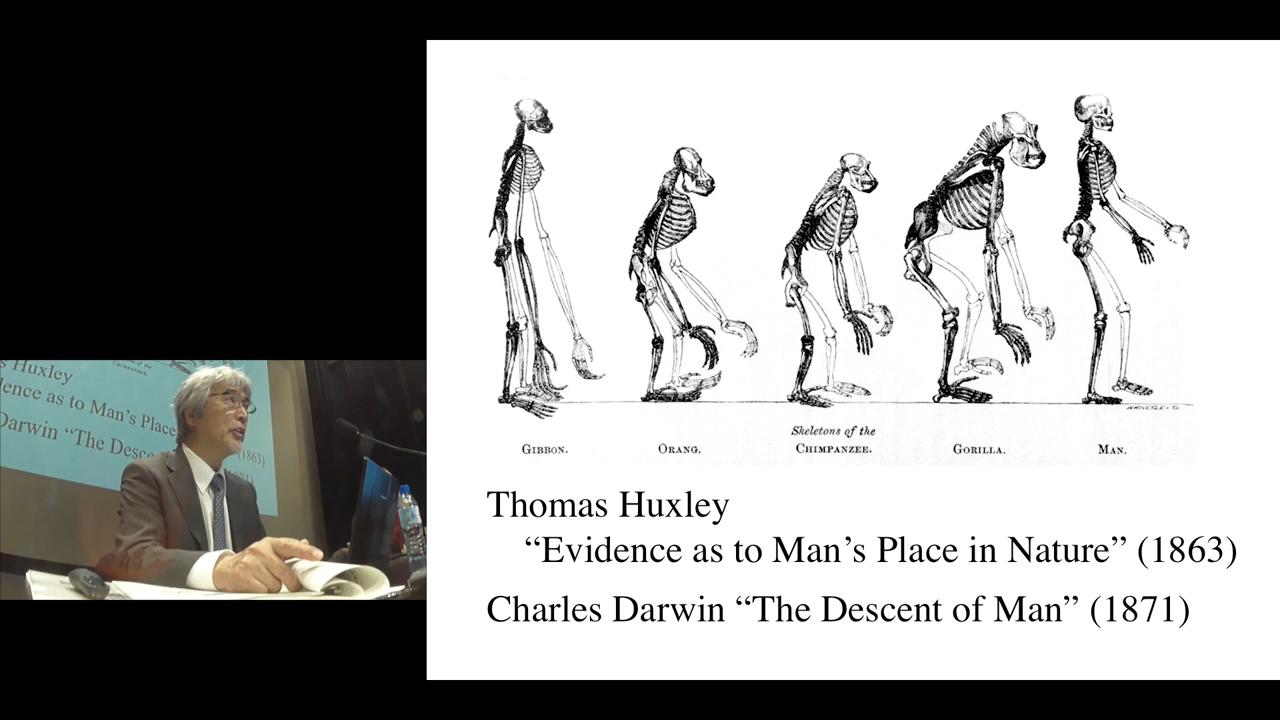 GIBBON.
ORANG.
Skeletons of the
CHIMPANZEE.
GORILLA.
MAN.
Thomas Huxley
“Evidence as to Man’s Place in Nature” (1863)
Charles Darwin “The Descent of Man” (1871)
s Huxley
dence as to Man's Place
(1863)
Darwin “The Desce
CHIMPANZEE.